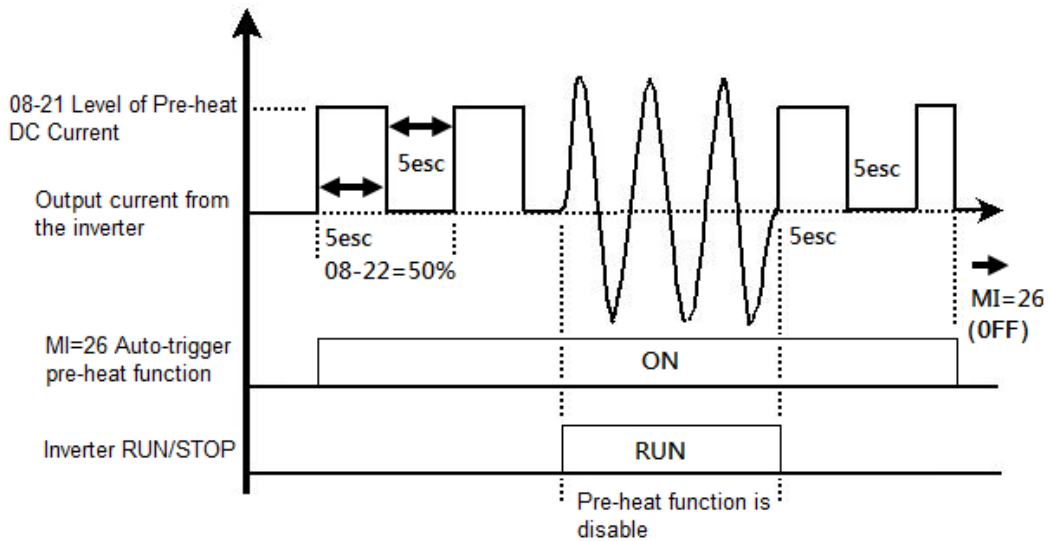 08-21 Level of Pre-heat
DC Current
5esc
Output current from
the inverter
5esc
08-22=50%
5esc
5esc
MI=26
(0FF)
MI=26 Auto-trigger
pre-heat function
ON
Inverter RUN/STOP
RUN
Pre-heat function is
disable